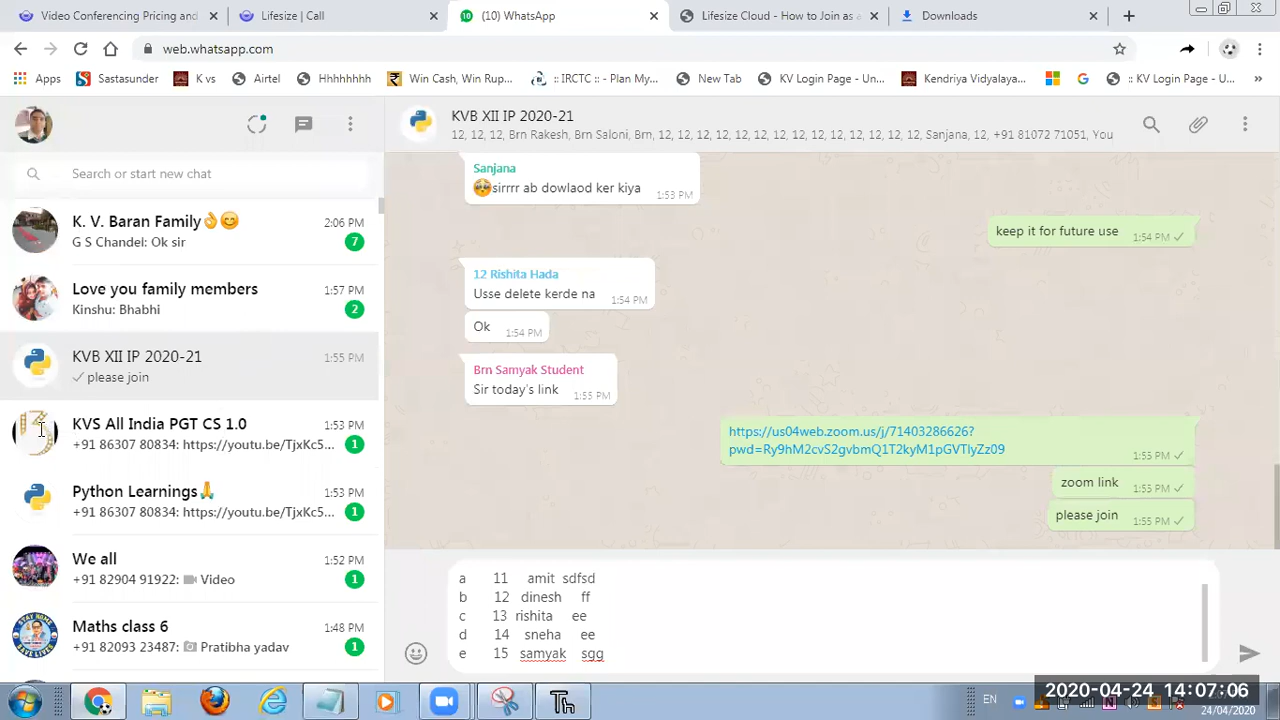 Video Conferencing Pricing and
Lifesize | Call
(10) WhatsApp
Lifesize Cloud - How to Join as a
Downloads
web.whatsapp.com
Apps
Sastasunder
K vs
Airtel
Hhhhhhh
Win Cash, Win Rup...
:: IRCTC :: - Plan My...
New Tab
KV Login Page - Un...
Kendriya Vidyalaya...
:: KV Login Page - U...
KVB XII IP 2020-21
12, 12, 12, Brn Rakesh, Brn Saloni, Brn, 12, 12, 12, 12, 12, 12, 12, 12, 12, 12, 12, 12, Sanjana, 12, +91 81072 71051, You
Search or start new chat
K. V. Baran Family👌😊
2:06 PM
G S Chandel: Ok sir
7
Love you family members
1:57 PM
Kinshu: Bhabhi
2
KVB XII IP 2020-21
1:55 PM
please join
KVS All India PGT CS 1.0
1:53 PM
+91 86307 80834: https://youtu.be/TjxKc5...
1
Python Learnings🙏
1:53 PM
+91 86307 80834: https://youtu.be/TjxKc5...
1
We all
1:52 PM
+91 82904 91922: Video
1
Maths class 6
1:48 PM
+91 82093 23487: Pratibha yadav
1
Sanjana
🥺sirrrr ab dowlaod ker kiya
1:53 PM
keep it for future use
1:54 PM
12 Rishita Hada
Usse delete kerde na
1:54 PM
Ok
1:54 PM
Brn Samyak Student
Sir today's link
1:55 PM
https://us04web.zoom.us/j/71403286626?
pwd=Ry9hM2cvS2gvbmQ1T2kyM1pGVTlyZz09
1:55 PM
zoom link
1:55 PM
please join
1:55 PM
a 11 amit sdfsd
b 12 dinesh ff
c 13 rishita ee
d 14 sneha ee
e 15 samyak sgg
EN
2020-04-24 14:07:06
24/04/2020